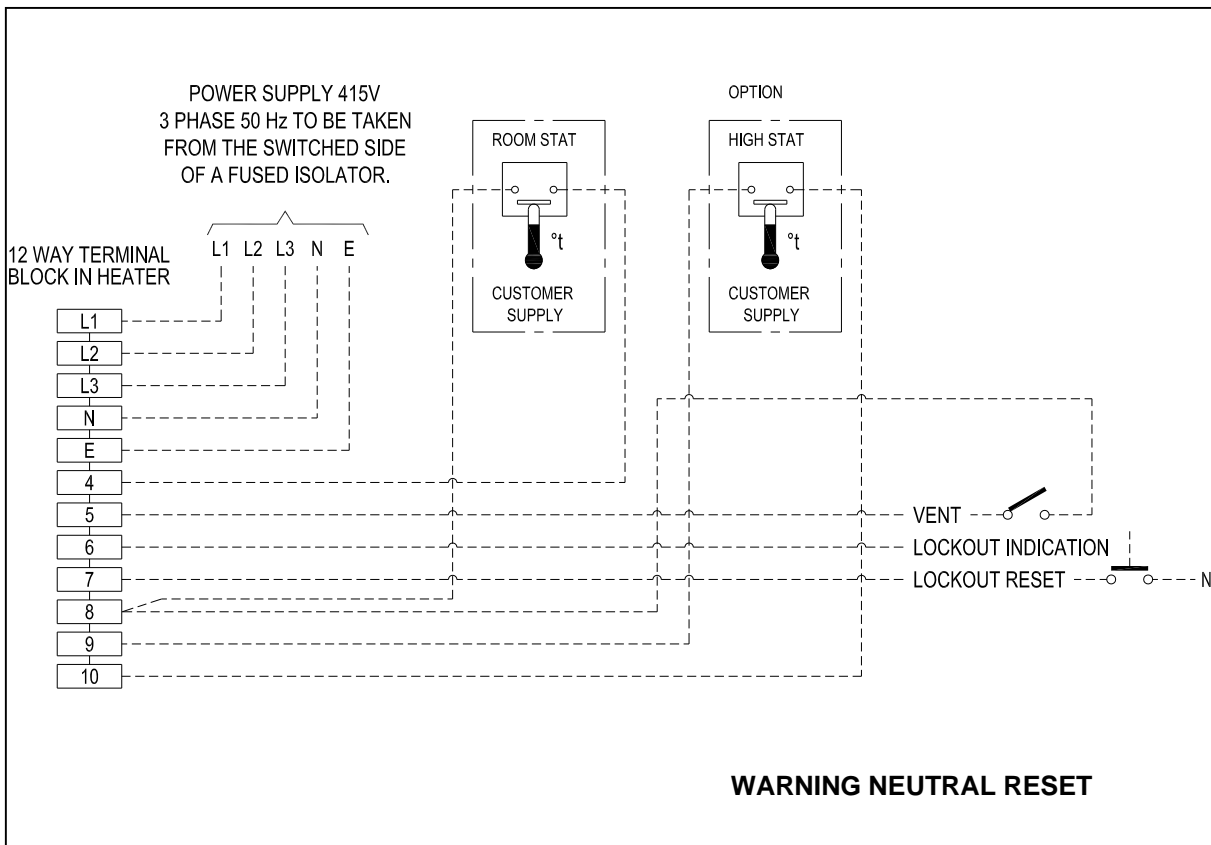 POWER SUPPLY 415V
3 PHASE 50 Hz TO BE TAKEN
FROM THE SWITCHED SIDE
OF A FUSED ISOLATOR.
OPTION
ROOM STAT
HIGH STAT
°t
°t
CUSTOMER
SUPPLY
CUSTOMER
SUPPLY
12 WAY TERMINAL
BLOCK IN HEATER
L1 L2 L3 N E
L1
L2
L3
N
E
4
5
6
7
8
9
10
VENT
LOCKOUT INDICATION
LOCKOUT RESET
N
WARNING NEUTRAL RESET